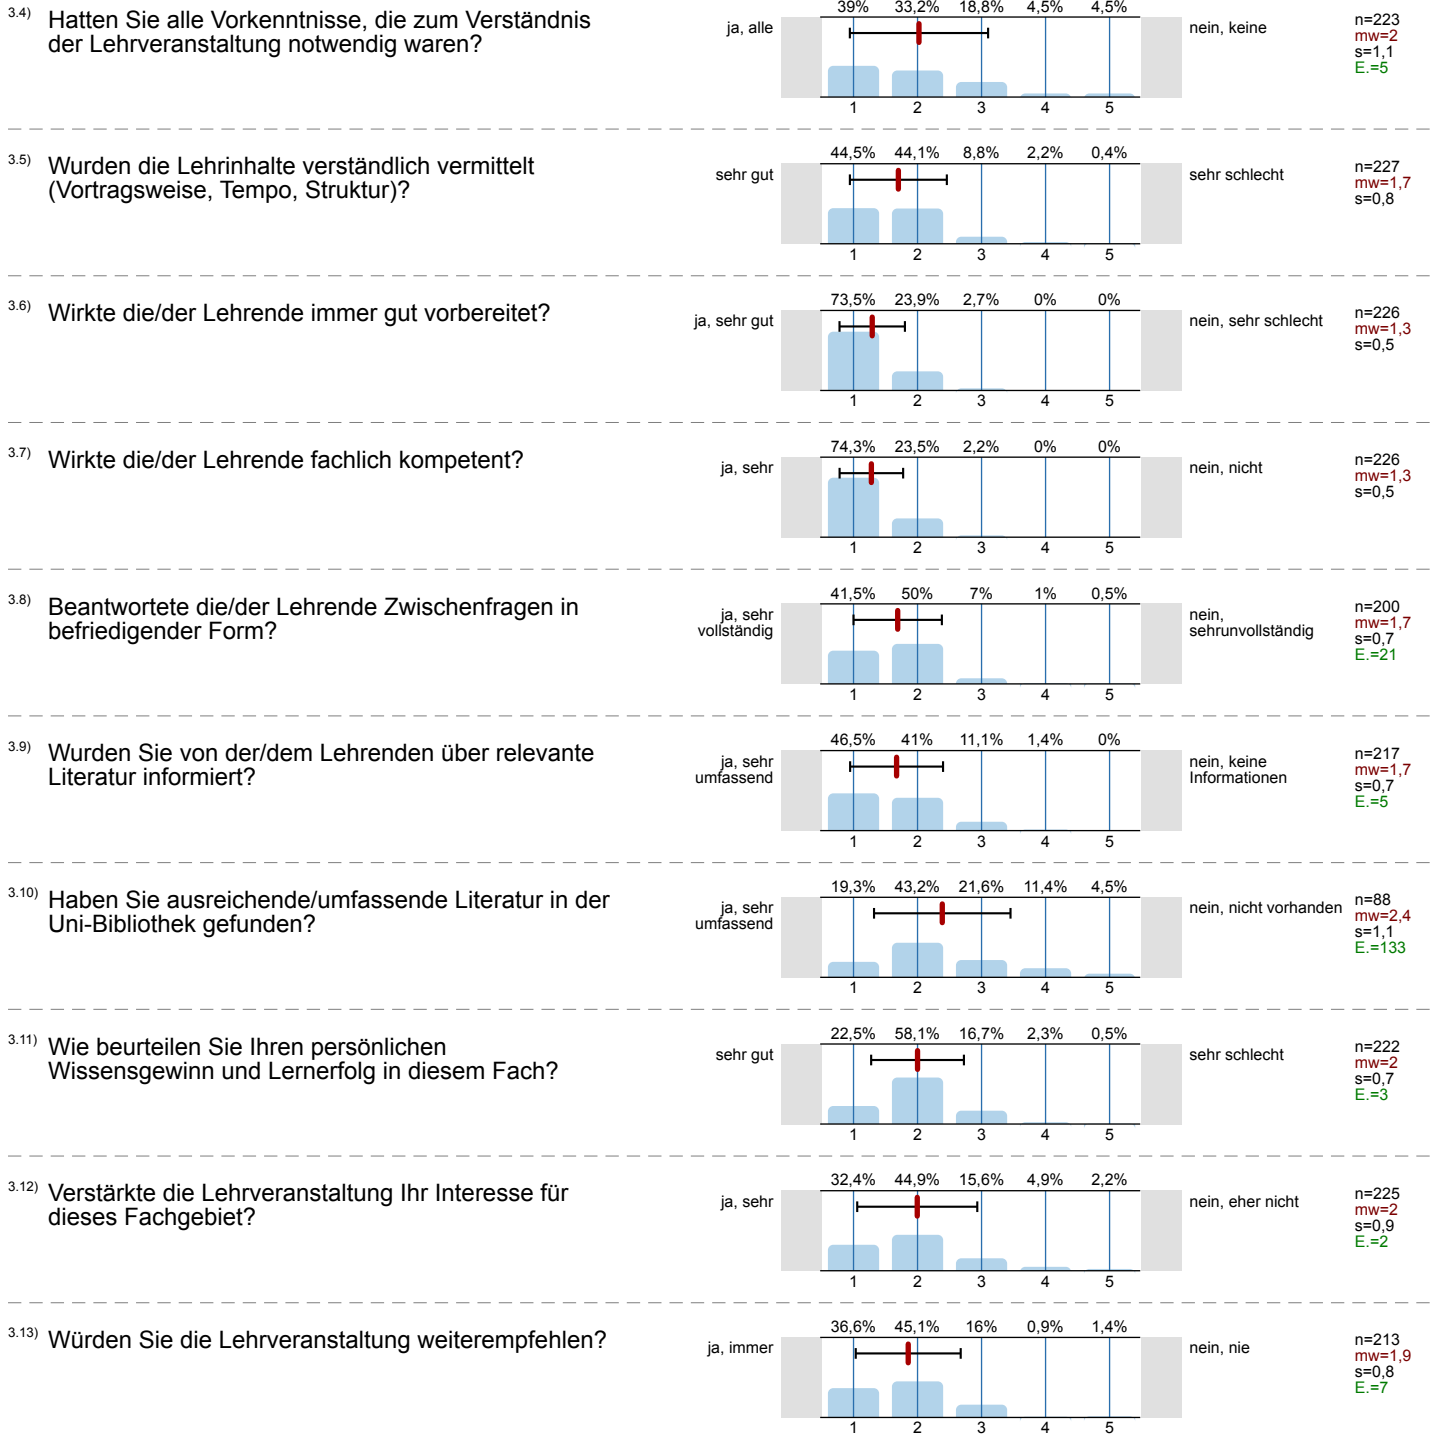 3.4) Hatten Sie alle Vorkenntnisse, die zum Verständnis
der Lehrveranstaltung notwendig waren?
39% 33,2% 18,8% 4,5% 4,5%
ja, alle
nein, keine
n=223
mw=2
s=1,1
E.=5
1 2 3 4 5
3.5) Wurden die Lehrinhalte verständlich vermittelt
(Vortragsweise, Tempo, Struktur)?
44,5% 44,1% 8,8% 2,2% 0,4%
sehr gut
sehr schlecht
n=227
mw=1,7
s=0,8
1 2 3 4 5
3.6) Wirkte die/der Lehrende immer gut vorbereitet?
73,5% 23,9% 2,7% 0% 0%
ja, sehr gut
nein, sehr schlecht
n=226
mw=1,3
s=0,5
1 2 3 4 5
3.7) Wirkte die/der Lehrende fachlich kompetent?
74,3% 23,5% 2,2% 0% 0%
ja, sehr
nein, nicht
n=226
mw=1,3
s=0,5
1 2 3 4 5
3.8) Beantwortete die/der Lehrende Zwischenfragen in
befriedigender Form?
41,5% 50% 7% 1% 0,5%
ja, sehr
vollständig
nein,
sehrunvollständig
n=200
mw=1,7
s=0,7
E.=21
1 2 3 4 5
3.9) Wurden Sie von der/dem Lehrenden über relevante
Literatur informiert?
46,5% 41% 11,1% 1,4% 0%
ja, sehr
umfassend
nein, keine
Informationen
n=217
mw=1,7
s=0,7
E.=5
1 2 3 4 5
3.10) Haben Sie ausreichende/umfassende Literatur in der
Uni-Bibliothek gefunden?
19,3% 43,2% 21,6% 11,4% 4,5%
ja, sehr
umfassend
nein, nicht vorhanden
n=88
mw=2,4
s=1,1
E.=133
1 2 3 4 5
3.11) Wie beurteilen Sie Ihren persönlichen
Wissensgewinn und Lernerfolg in diesem Fach?
22,5% 58,1% 16,7% 2,3% 0,5%
sehr gut
sehr schlecht
n=222
mw=2
s=0,7
E.=3
1 2 3 4 5
3.12) Verstärkte die Lehrveranstaltung Ihr Interesse für
dieses Fachgebiet?
32,4% 44,9% 15,6% 4,9% 2,2%
ja, sehr
nein, eher nicht
n=225
mw=2
s=0,9
E.=2
1 2 3 4 5
3.13) Würden Sie die Lehrveranstaltung weiterempfehlen?
36,6% 45,1% 16% 0,9% 1,4%
ja, immer
nein, nie
n=213
mw=1,9
s=0,8
E.=7
1 2 3 4 5